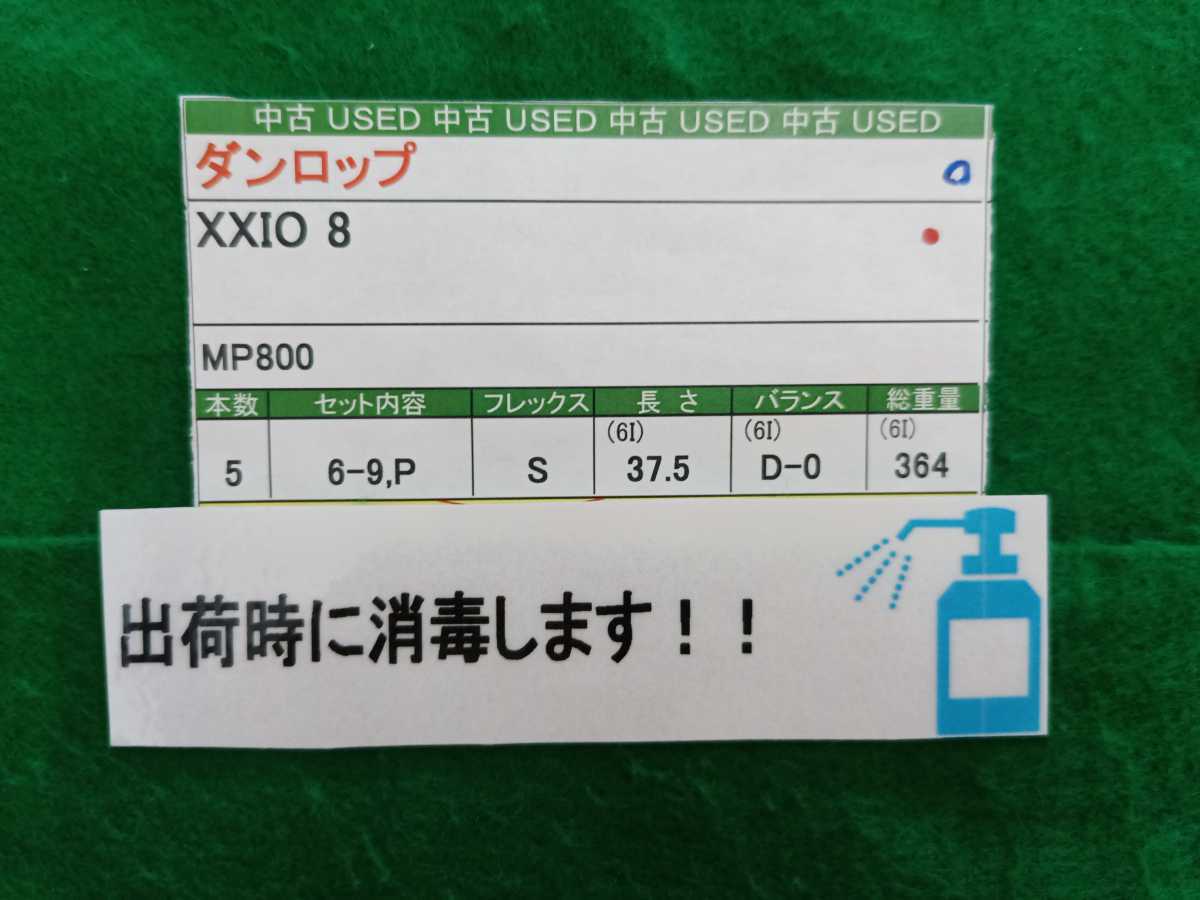 中古 USED 中古 USED 中古 USED 中古 USED
ダンロップ
XXIO 8
MP800
本数 セット内容 フレックス 長さ バランス 総重量
(6I) (6I) (6I)
5 6-9,P S 37.5 D-0 364
出荷時に消毒します！！